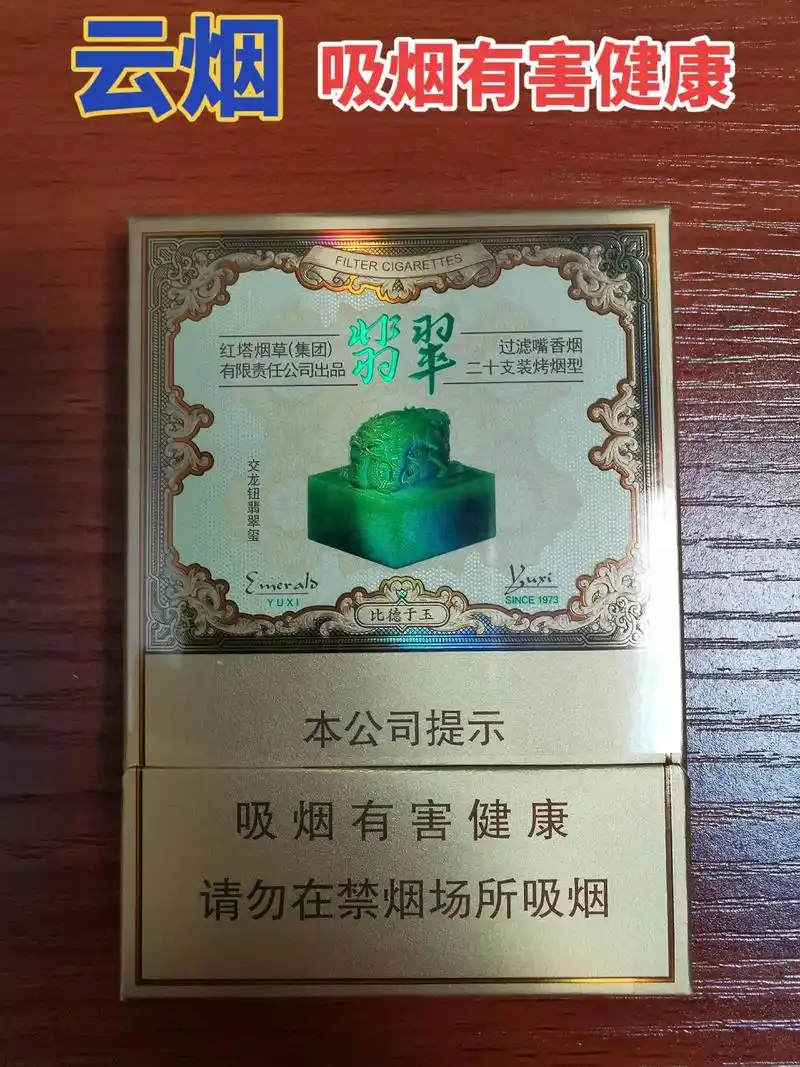 云烟 吸烟有害健康
FILTER CIGARETTES
红塔烟草(集团)
有限责任公司出品
翡翠
过滤嘴香烟
二十支装烤烟型
交龙钮翡翠玺
Emerald
YUXI
Yuxi
SINCE 1973
比德于玉
本公司提示
吸烟有害健康
请勿在禁烟场所吸烟